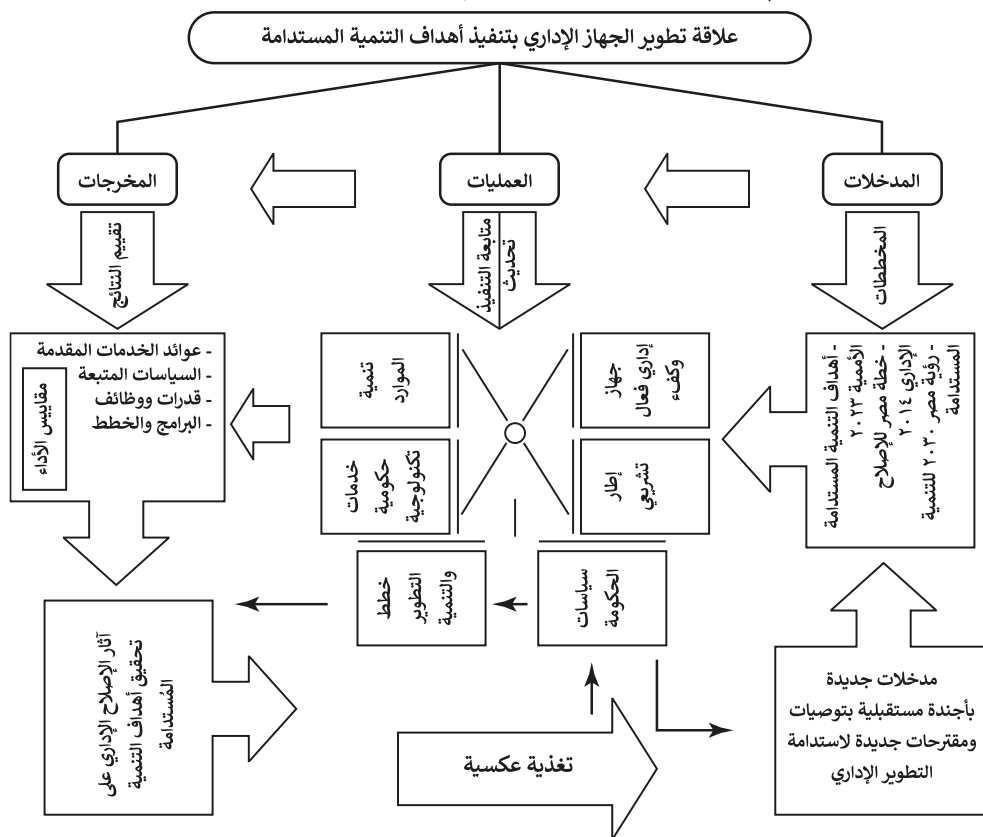 علاقة تطوير الجهاز الإداري بتنفيذ أهداف التنمية المستدامة
المدخلات
العمليات
المخرجات
المخططات
متابعة التنفيذ
تحديث
تقييم النتائج
- أهداف التنمية المستدامة
الأممية ٢٠٢٣
- خطة مصر للإصلاح
الإداري ٢٠١٤
- رؤية مصر ٢٠٣٠ للتنمية
المستدامة
جهاز
إداري فعال
وكفء
تنمية
الموارد
إطار
تشريعي
خدمات
حكومية
تكنولوجية
سياسات
الحكومة
خطط
التطوير
والتنمية
- عوائد الخدمات المقدمة
- السياسات المتبعة
- قدرات ووظائف
- البرامج والخطط
مقاييس الأداء
آثار الإصلاح الإداري على
تحقيق أهداف التنمية
المُستدامة
تغذية عكسية
مدخلات جديدة
بأجندة مستقبلية بتوصيات
ومقترحات جديدة لاستدامة
التطوير الإداري